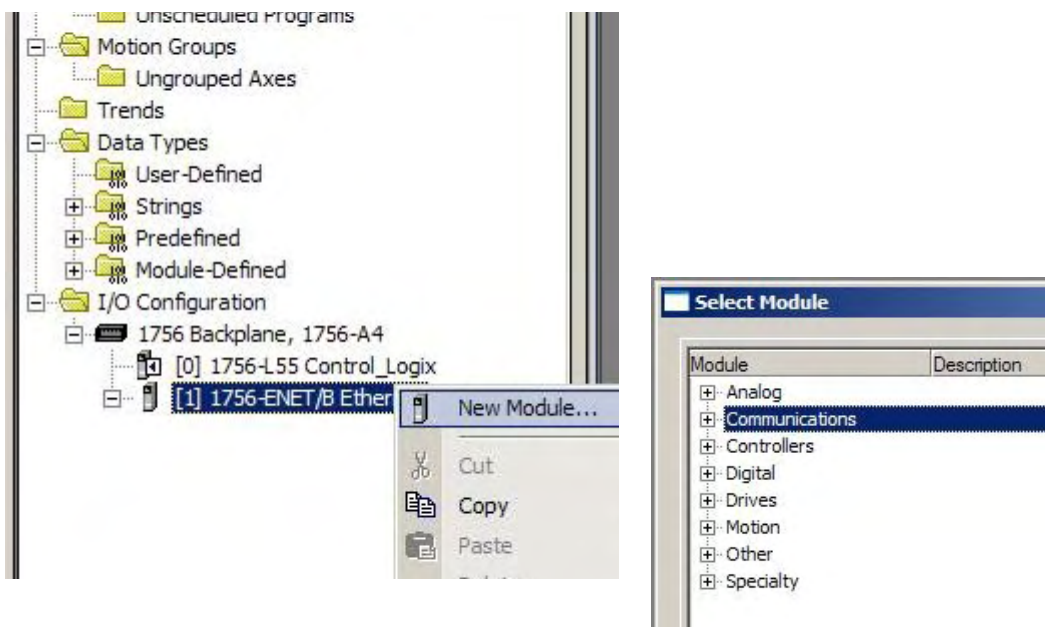 Unscheduled Programs
Motion Groups
Ungrouped Axes
Trends
Data Types
User-Defined
Strings
Predefined
Module-Defined
I/O Configuration
1756 Backplane, 1756-A4
[0] 1756-L55 Control_Logix
[1] 1756-ENET/B Ether
New Module...
Cut
Copy
Paste
Select Module
Module Description
Analog
Communications
Controllers
Digital
Drives
Motion
Other
Specialty